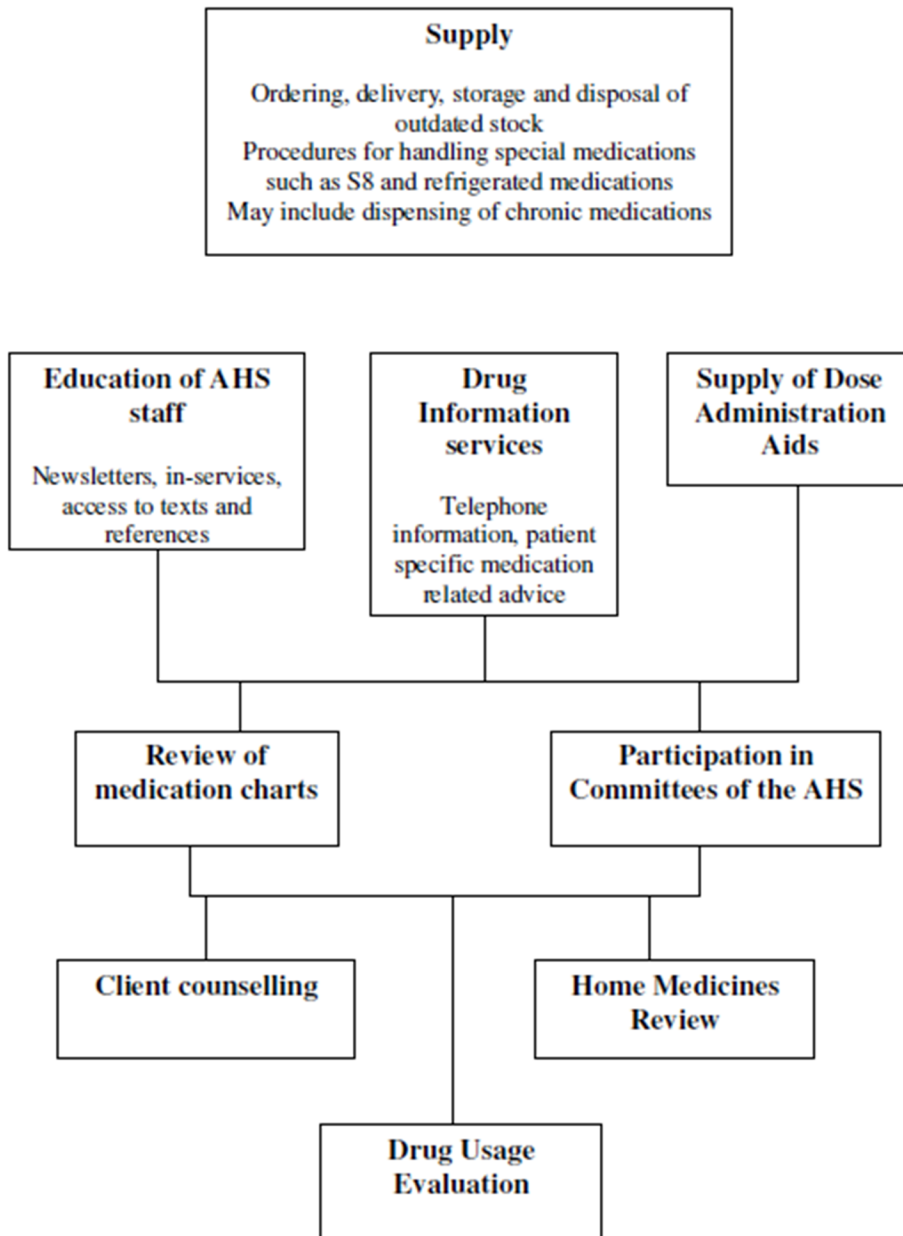 Supply
Ordering, delivery, storage and disposal of
outdated stock
Procedures for handling special medications
such as S8 and refrigerated medications
May include dispensing of chronic medications
Education of AHS
staff
Newsletters, in-services,
access to texts and
references
Drug
Information
services
Telephone
information, patient
specific medication
related advice
Supply of Dose
Administration
Aids
Review of
medication charts
Participation in
Committees of the AHS
Client counselling
Home Medicines
Review
Drug Usage
Evaluation